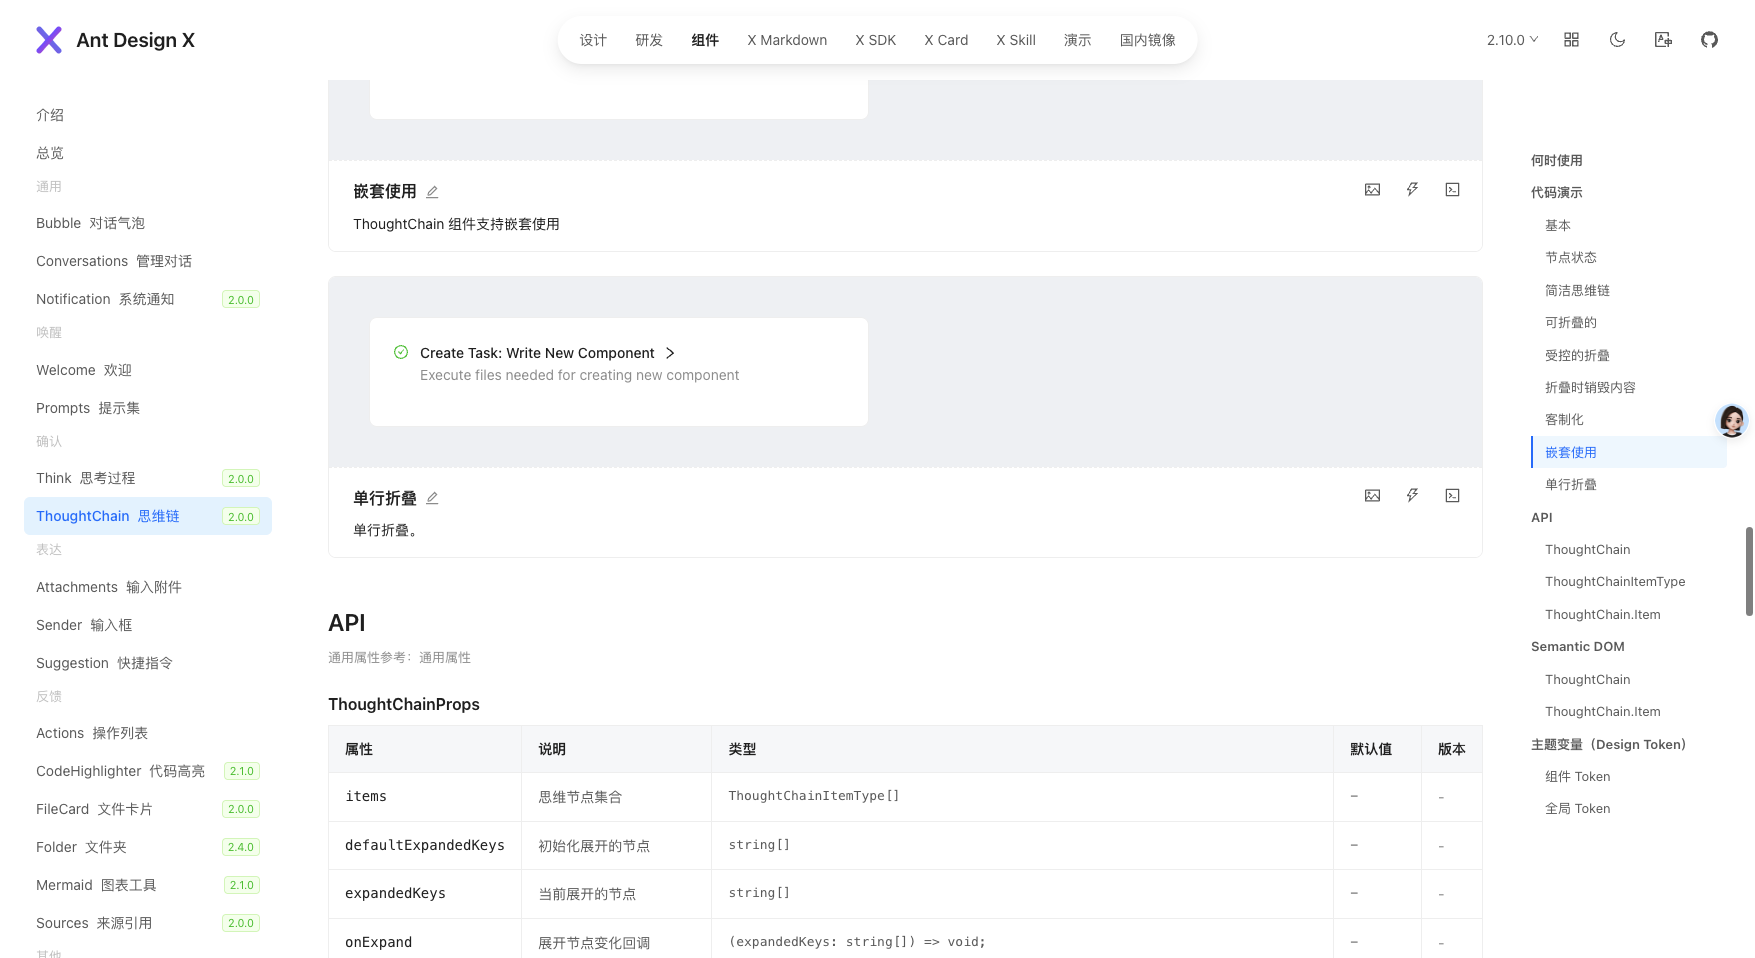 Ant Design X
设计 研发 组件 X Markdown X SDK X Card X Skill 演示 国内镜像
2.10.0
介绍
总览
通用
Bubble 对话气泡
Conversations 管理对话
Notification 系统通知 2.0.0
唤醒
Welcome 欢迎
Prompts 提示集
确认
Think 思考过程 2.0.0
ThoughtChain 思维链 2.0.0
表达
Attachments 输入附件
Sender 输入框
Suggestion 快捷指令
反馈
Actions 操作列表
CodeHighlighter 代码高亮 2.1.0
FileCard 文件卡片 2.0.0
Folder 文件夹 2.4.0
Mermaid 图表工具 2.1.0
Sources 来源引用 2.0.0
其他
嵌套使用
ThoughtChain 组件支持嵌套使用
Create Task: Write New Component
Execute files needed for creating new component
单行折叠
单行折叠。
API
通用属性参考：通用属性
ThoughtChainProps
属性 说明 类型 默认值 版本
items 思维节点集合 ThoughtChainItemType[] - -
defaultExpandedKeys 初始化展开的节点 string[] - -
expandedKeys 当前展开的节点 string[] - -
onExpand 展开节点变化回调 (expandedKeys: string[]) => void; - -
何时使用
代码演示
基本
节点状态
简洁思维链
可折叠的
受控的折叠
折叠时销毁内容
客制化
嵌套使用
单行折叠
API
ThoughtChain
ThoughtChainItemType
ThoughtChain.Item
Semantic DOM
ThoughtChain
ThoughtChain.Item
主题变量（Design Token）
组件 Token
全局 Token